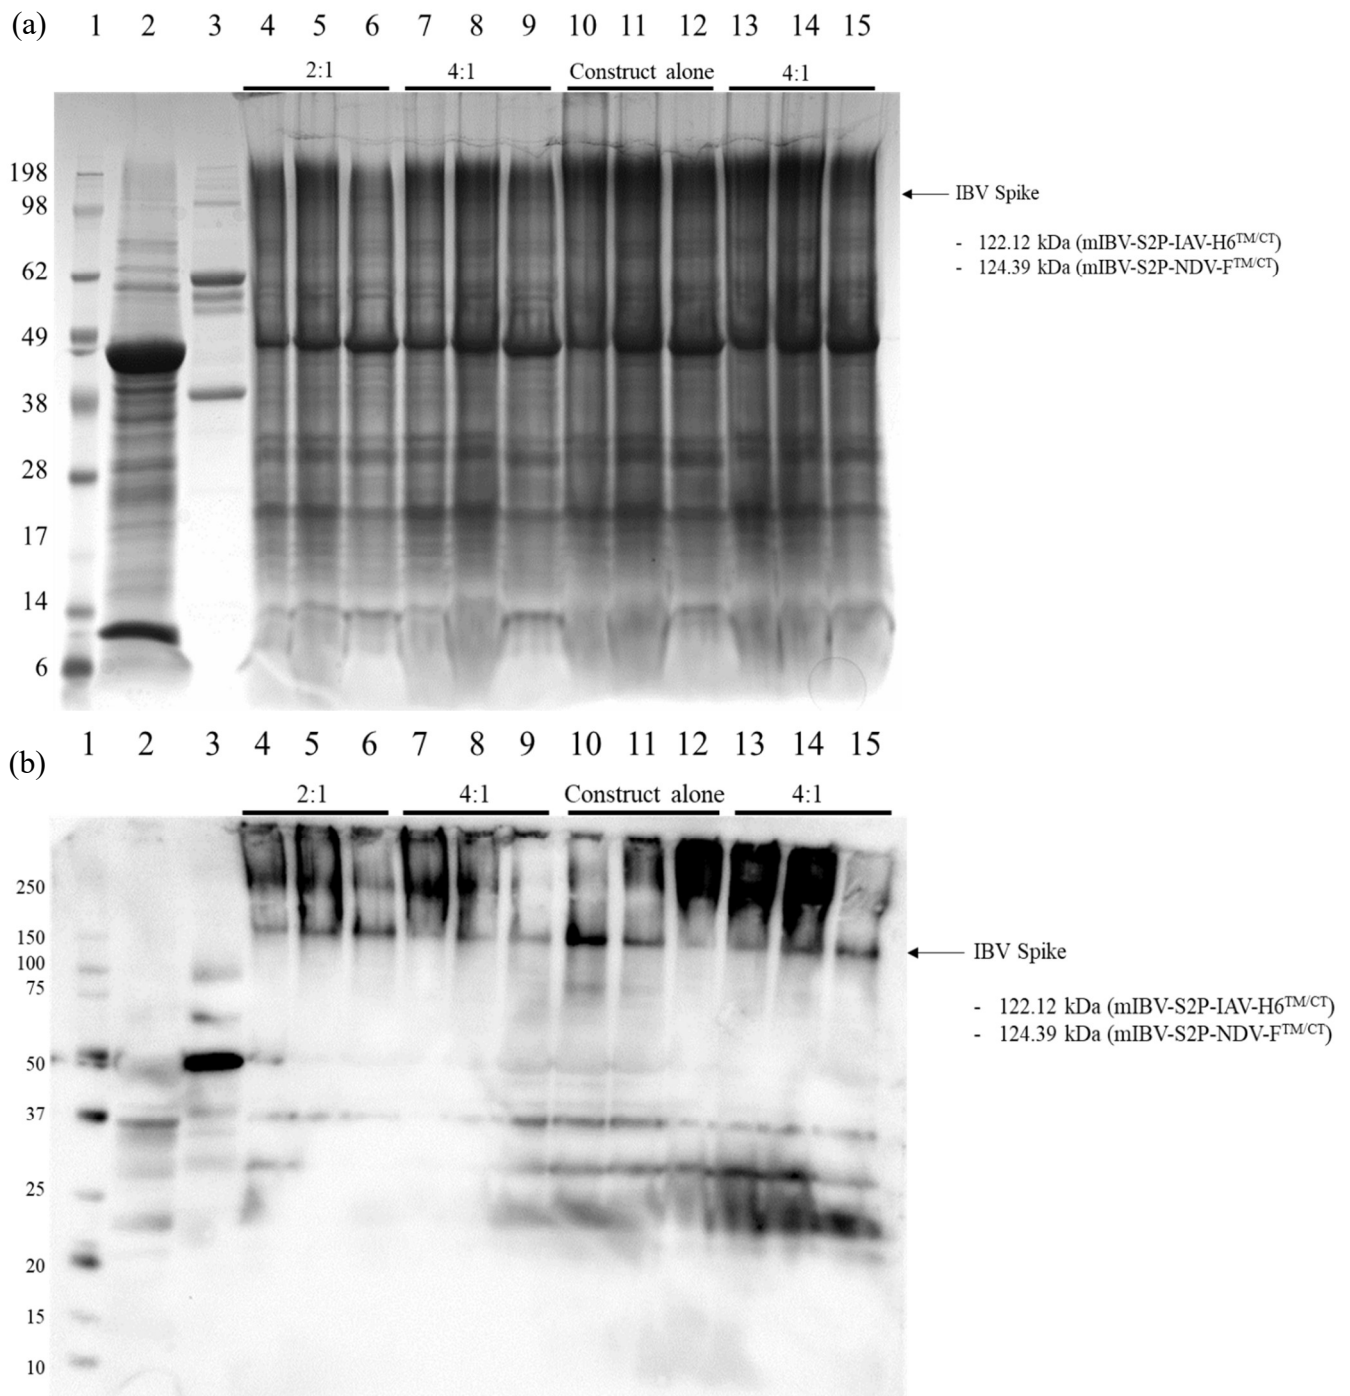 (a) 1 2 3 4 5 6 7 8 9 10 11 12 13 14 15
2:1 4:1 Construct alone 4:1
198
98
62
49
38
28
17
14
6
IBV Spike
- 122.12 kDa (mIBV-S2P-IAV-H6TM/CT)
- 124.39 kDa (mIBV-S2P-NDV-FTM/CT)
(b) 1 2 3 4 5 6 7 8 9 10 11 12 13 14 15
2:1 4:1 Construct alone 4:1
250
150
100
75
50
37
25
20
15
10
IBV Spike
- 122.12 kDa (mIBV-S2P-IAV-H6TM/CT)
- 124.39 kDa (mIBV-S2P-NDV-FTM/CT)